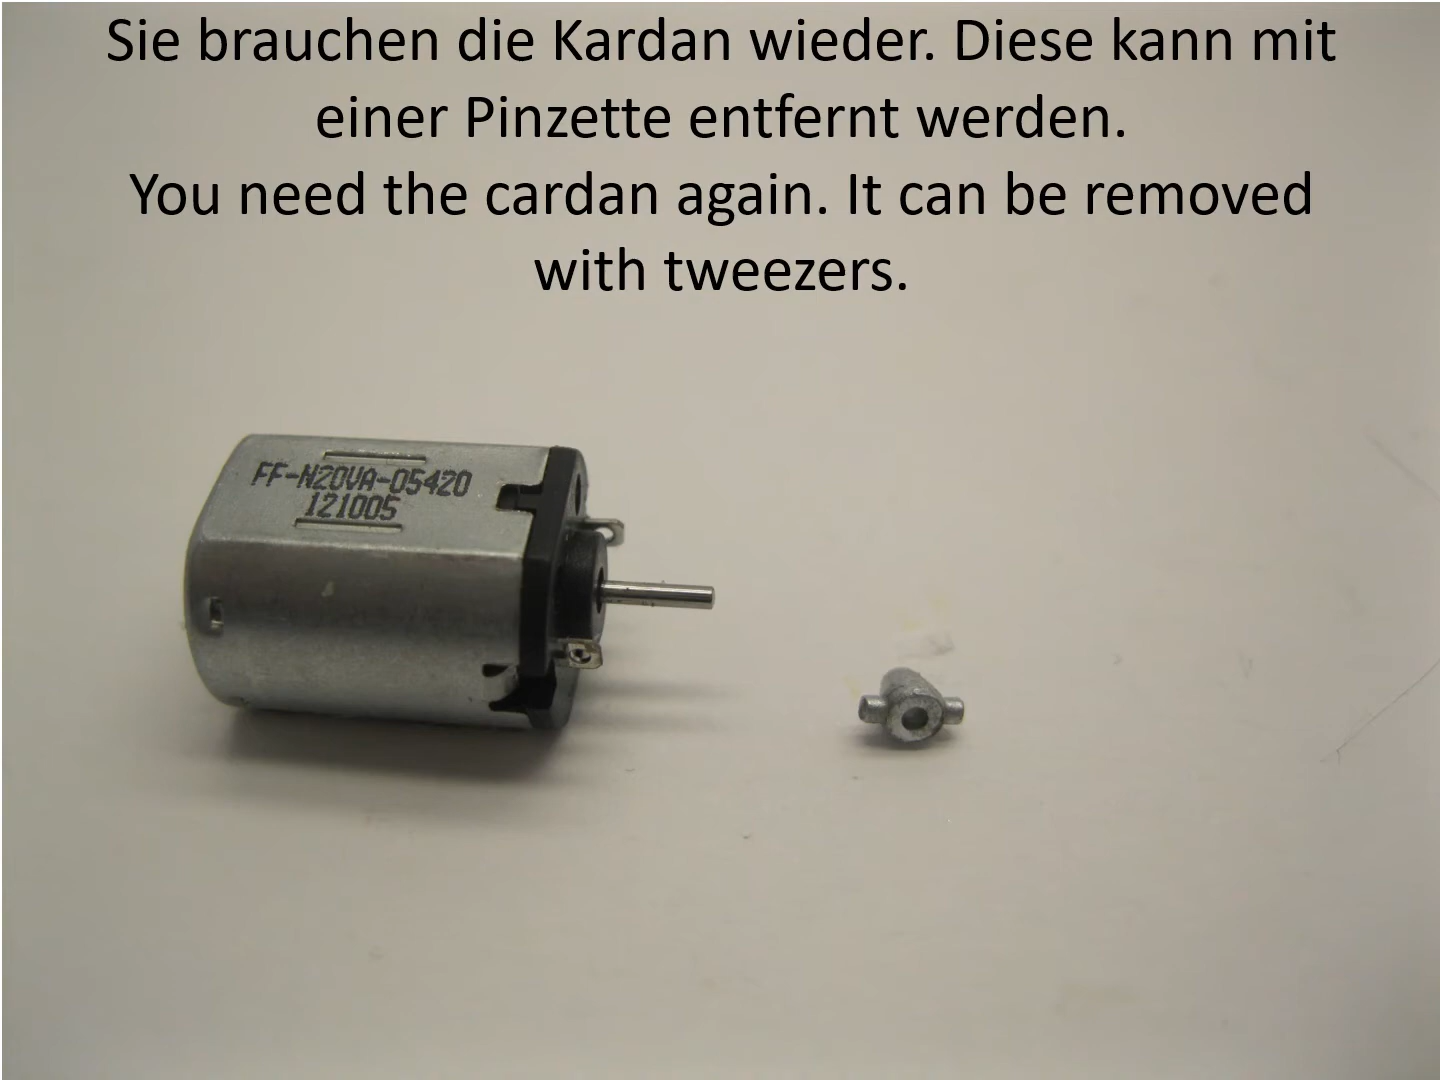 Sie brauchen die Kardan wieder. Diese kann mit
einer Pinzette entfernt werden.
You need the cardan again. It can be removed
with tweezers.
FF-N20VA-05420
121005